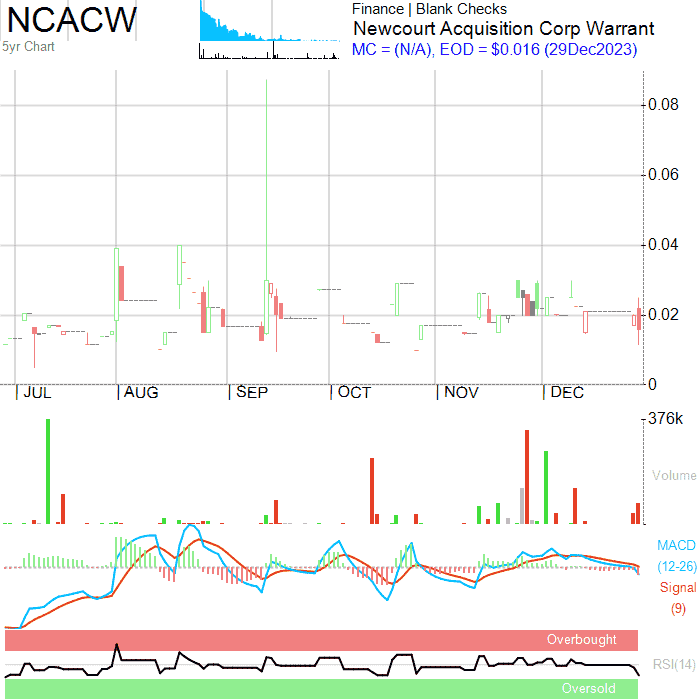 NCACW
5yr Chart
Finance | Blank Checks
Newcourt Acquisition Corp Warrant
MC = (N/A), EOD = $0.016 (29Dec2023)
0.08
0.06
0.04
0.02
0
|JUL |AUG |SEP |OCT |NOV |DEC
376k
Volume
MACD
(12-26)
Signal
(9)
Overbought
RSI(14)
Oversold